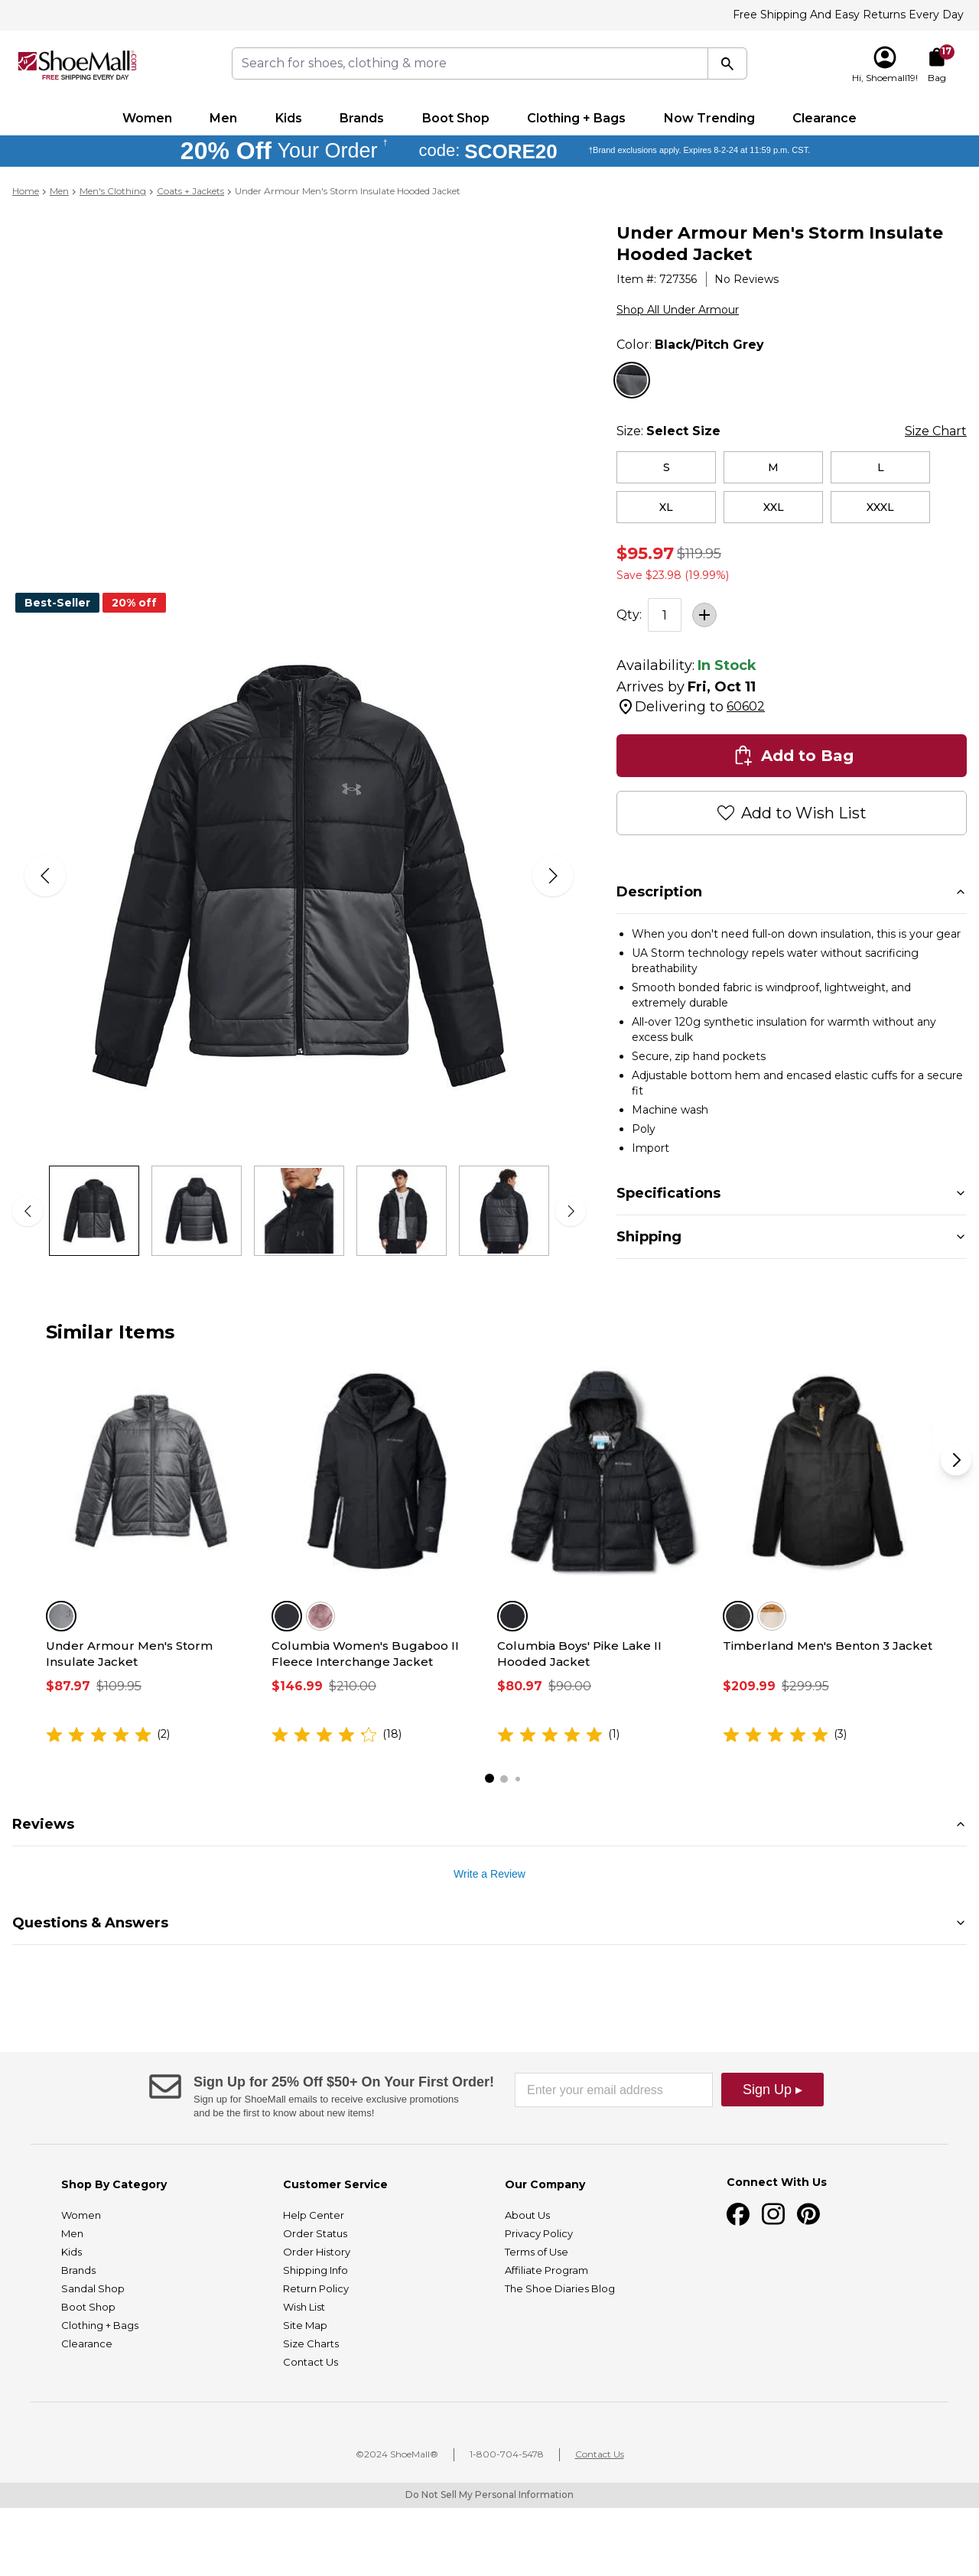 Free Shipping And Easy Returns Every Day
ShoeMall.com
FREE SHIPPING EVERY DAY
Search for shoes, clothing & more
Hi, Shoemall19!
17
Bag
Women Men Kids Brands Boot Shop Clothing + Bags Now Trending Clearance
20% Off Your Order † code: SCORE20 †Brand exclusions apply. Expires 8-2-24 at 11:59 p.m. CST.
Home > Men > Men's Clothing > Coats + Jackets > Under Armour Men's Storm Insulate Hooded Jacket
Under Armour Men's Storm Insulate
Hooded Jacket
Item #: 727356 | No Reviews
Shop All Under Armour
Color: Black/Pitch Grey
Size: Select Size Size Chart
S M L
XL XXL XXXL
$95.97 $119.95
Save $23.98 (19.99%)
Best-Seller 20% off
Qty: 1
Availability: In Stock
Arrives by Fri, Oct 11
Delivering to 60602
Add to Bag
Add to Wish List
Description
When you don't need full-on down insulation, this is your gear
UA Storm technology repels water without sacrificing
breathability
Smooth bonded fabric is windproof, lightweight, and
extremely durable
All-over 120g synthetic insulation for warmth without any
excess bulk
Secure, zip hand pockets
Adjustable bottom hem and encased elastic cuffs for a secure
fit
Machine wash
Poly
Import
Specifications
Shipping
Similar Items
Under Armour Men's Storm
Insulate Jacket
$87.97 $109.95
(2)
Columbia Women's Bugaboo II
Fleece Interchange Jacket
$146.99 $210.00
(18)
Columbia Boys' Pike Lake II
Hooded Jacket
$80.97 $90.00
(1)
Timberland Men's Benton 3 Jacket
$209.99 $299.95
(3)
Reviews
Write a Review
Questions & Answers
Sign Up for 25% Off $50+ On Your First Order!
Sign up for ShoeMall emails to receive exclusive promotions
and be the first to know about new items!
Enter your email address
Sign Up ▸
Shop By Category
Women
Men
Kids
Brands
Sandal Shop
Boot Shop
Clothing + Bags
Clearance
Customer Service
Help Center
Order Status
Order History
Shipping Info
Return Policy
Wish List
Site Map
Size Charts
Contact Us
Our Company
About Us
Privacy Policy
Terms of Use
Affiliate Program
The Shoe Diaries Blog
Connect With Us
©2024 ShoeMall® | 1-800-704-5478 | Contact Us
Do Not Sell My Personal Information